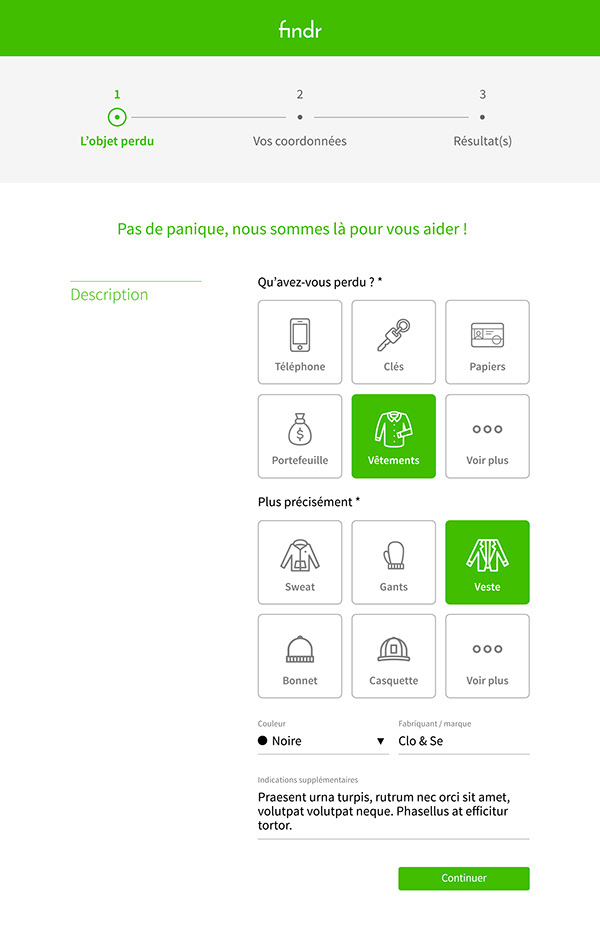 findr
1
2
3
L'objet perdu
Vos coordonnées
Résultat(s)
Pas de panique, nous sommes là pour vous aider !
Description
Qu'avez-vous perdu ? *
Téléphone
Clés
Papiers
Portefeuille
Vêtements
Voir plus
Plus précisément *
Sweat
Gants
Veste
Bonnet
Casquette
Voir plus
Couleur
Fabriquant / marque
Noire
Clo & Se
Indications supplémentaires
Praesent urna turpis, rutrum nec orci sit amet,
volutpat volutpat neque. Phasellus at efficitur
tortor.
Continuer